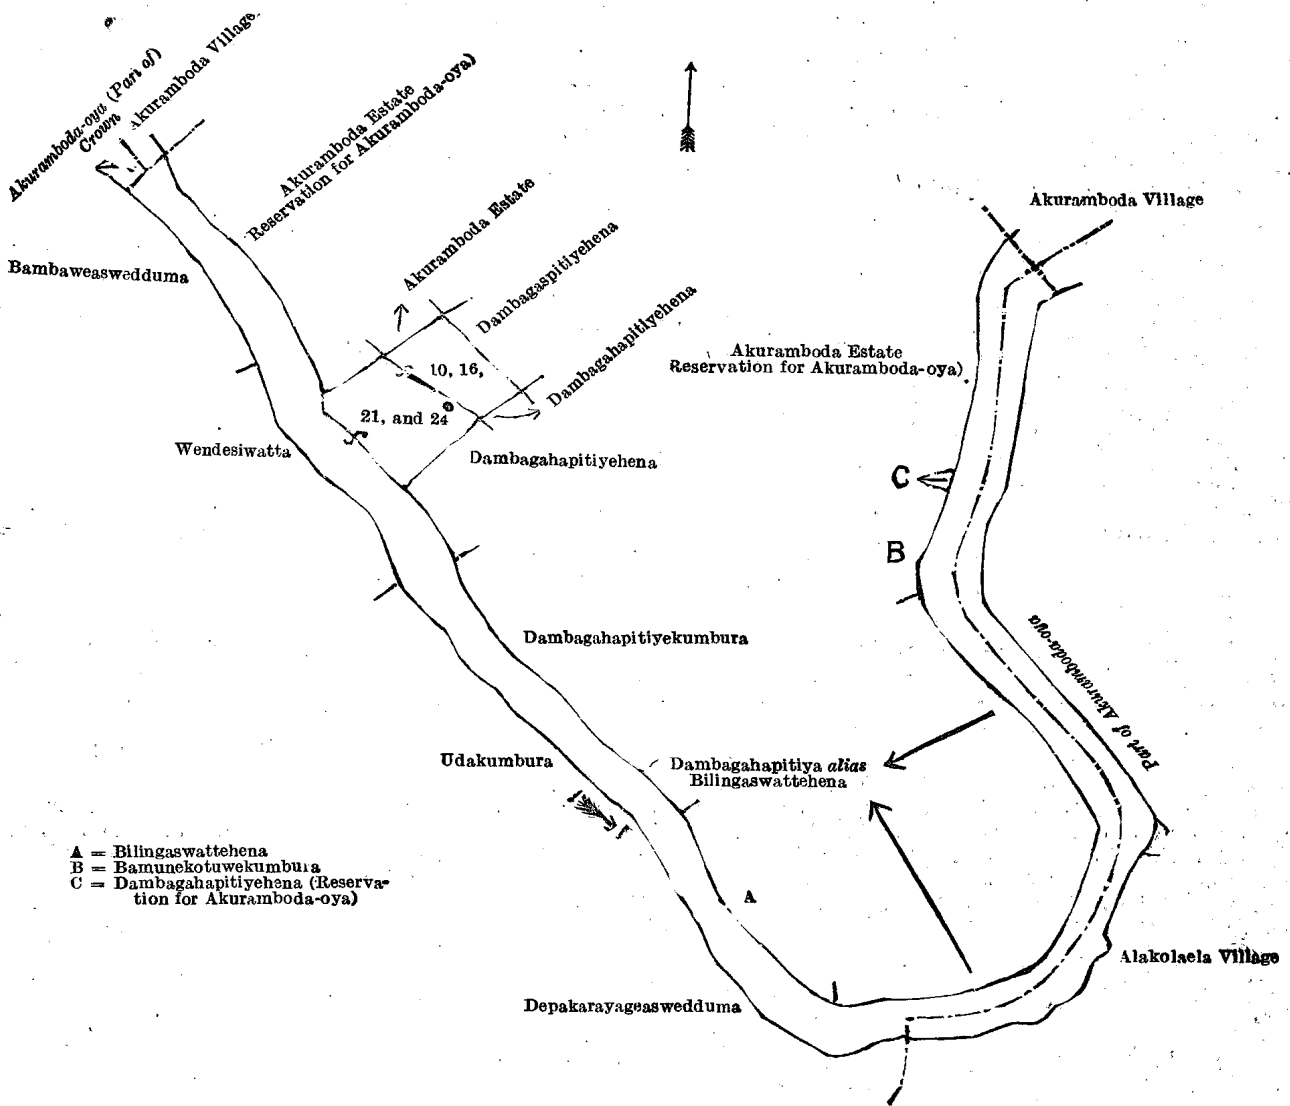 Akuramboda-oya (Part of)
Crown
Akuramboda Village
Akuramboda Estate
Reservation for Akuramboda-oya)
Akuramboda Estate
Dambagaspitiyehena
Dambagahapitiyehena
Akuramboda Village
Bambaweaswedduma
Akuramboda Estate
Reservation for Akuramboda-oya)
10, 16,
21, and 24
Wendesiwatta
Dambagahapitiyehena
C
B
Dambagahapitiyekumbura
Part of Akuramboda-oya
Udakumbura
Dambagahapitiya alias
Bilingaswattehena
A = Bilingaswattehena
B = Bamunekotuwekumbura
C = Dambagahapitiyehena (Reserva-
tion for Akuramboda-oya)
A
Alakolaela Village
Depakarayageaswedduma